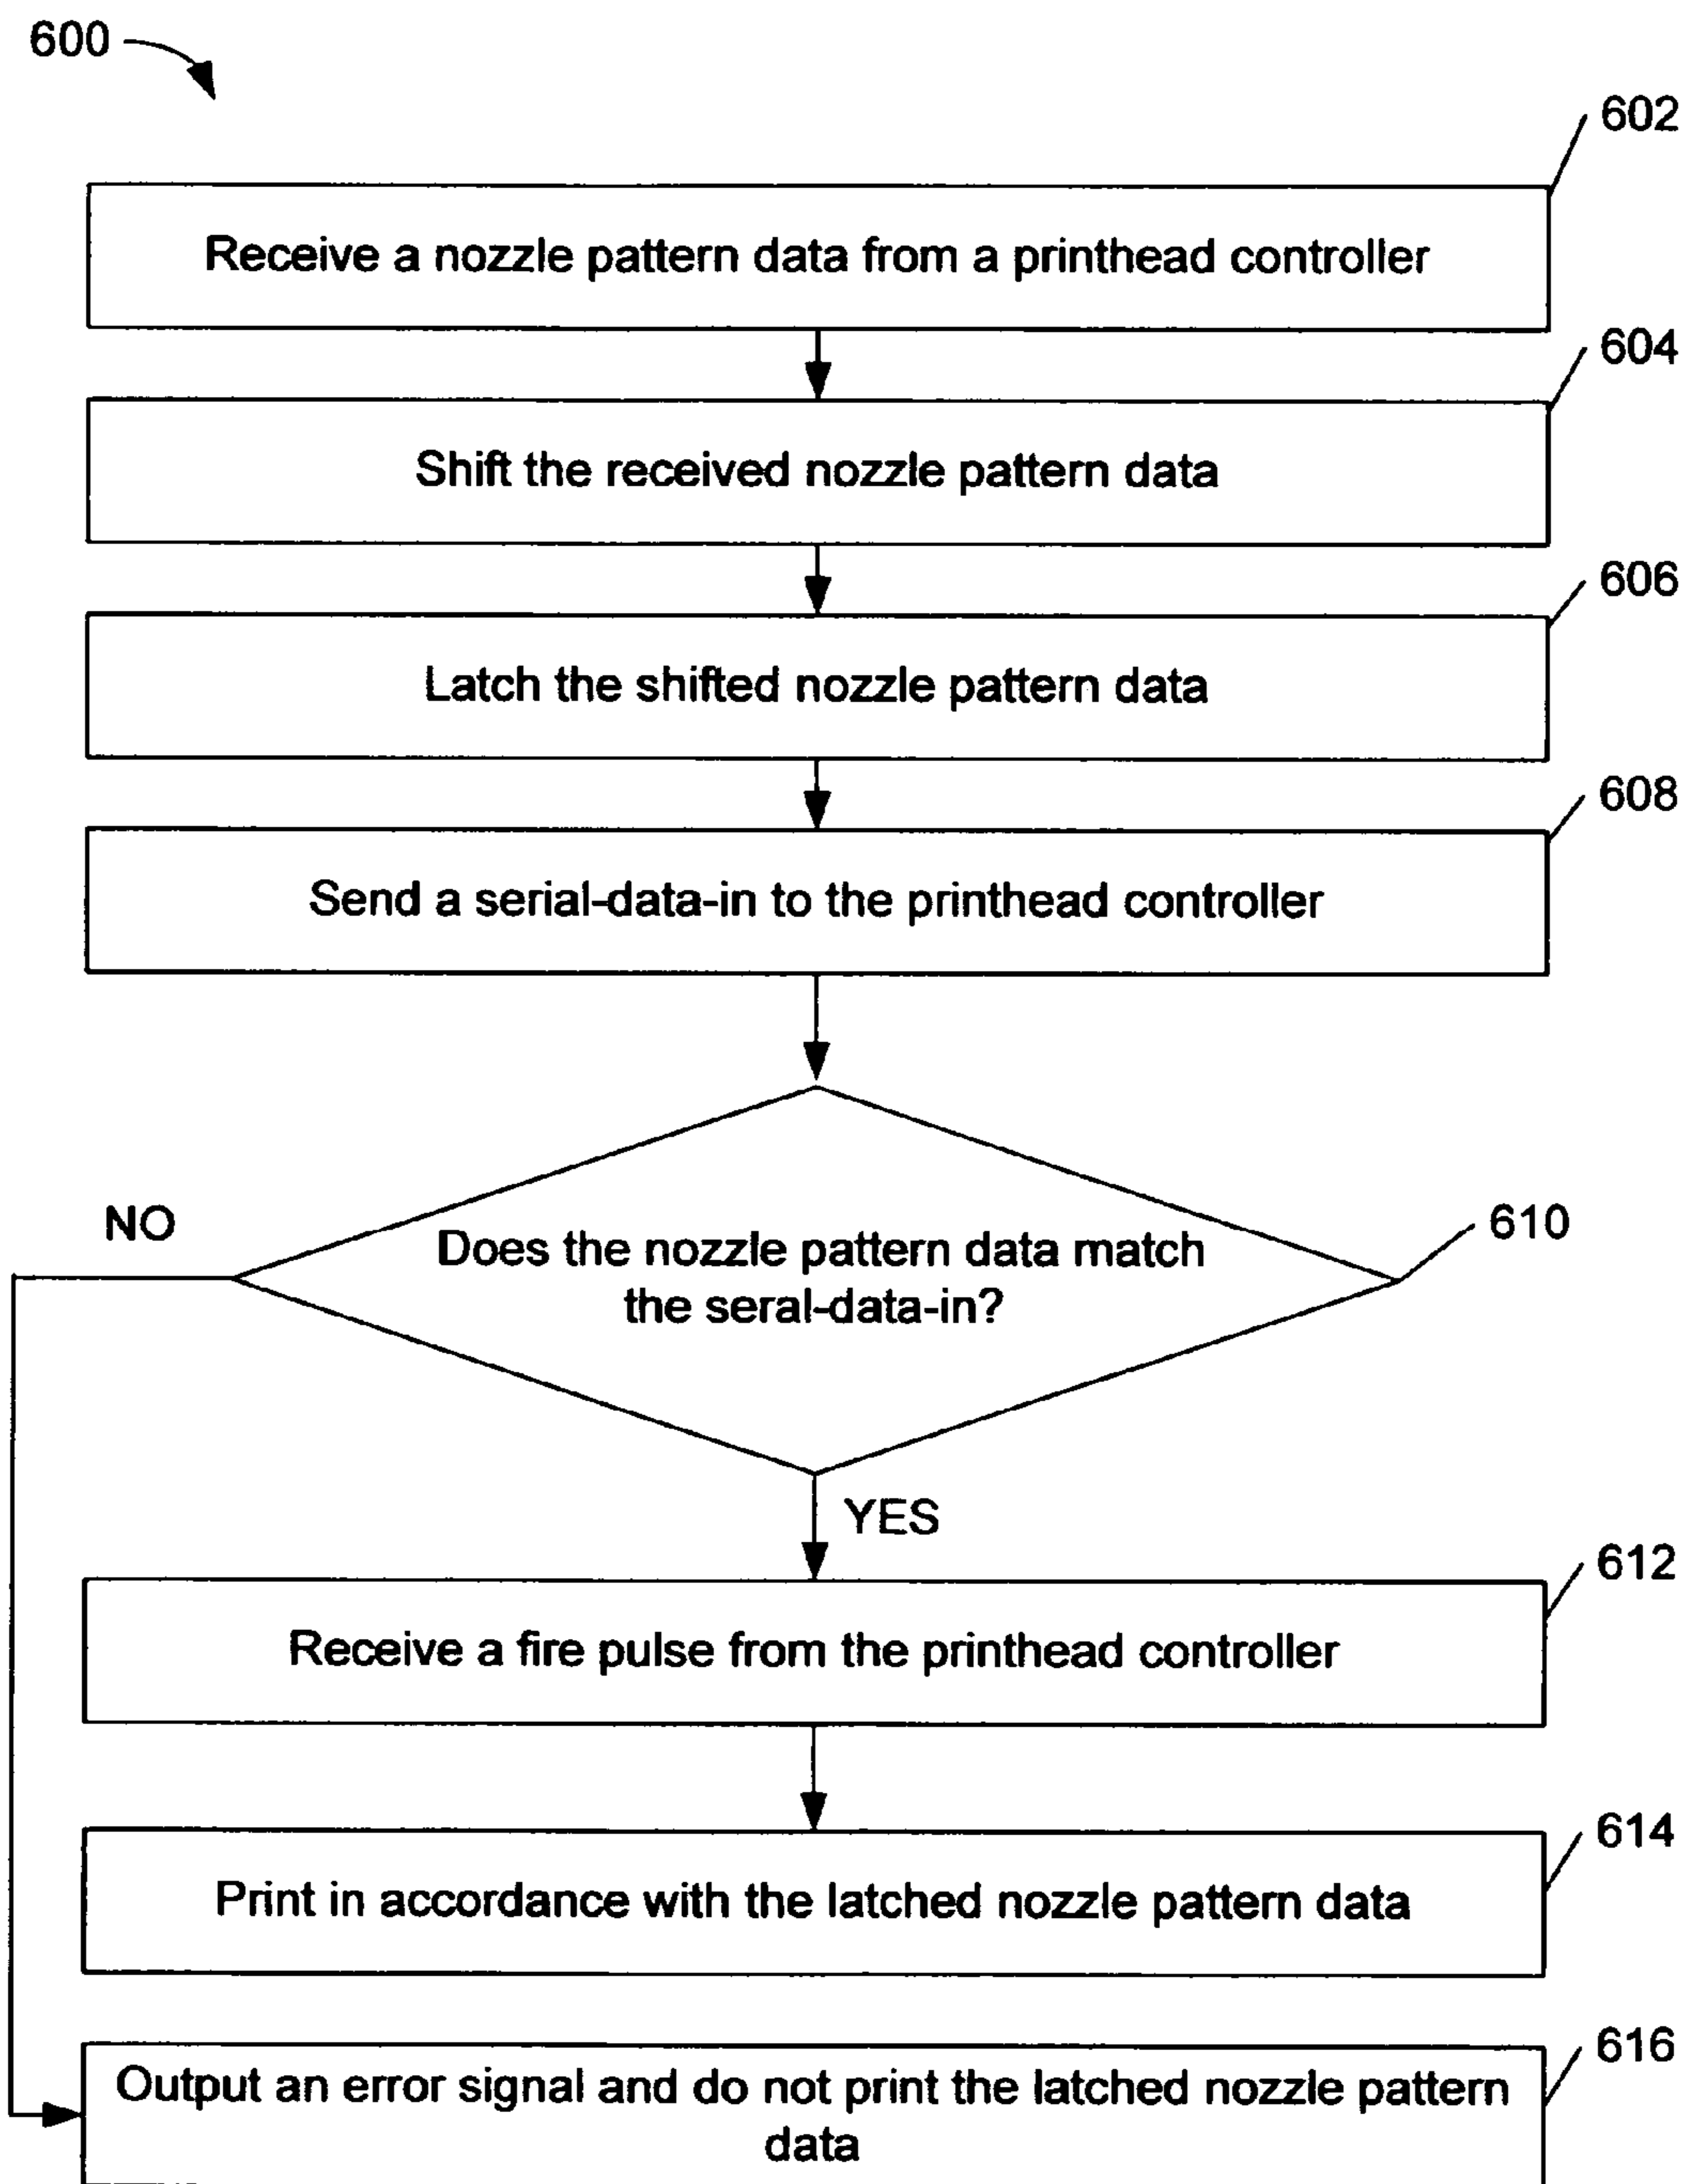 600
602
Receive a nozzle pattern data from a printhead controller
604
Shift the received nozzle pattern data
606
Latch the shifted nozzle pattern data
608
Send a serial-data-in to the printhead controller
610
NO
Does the nozzle pattern data match
the seral-data-in?
YES
612
Receive a fire pulse from the printhead controller
614
Print in accordance with the latched nozzle pattern data
616
Output an error signal and do not print the latched nozzle pattern
data